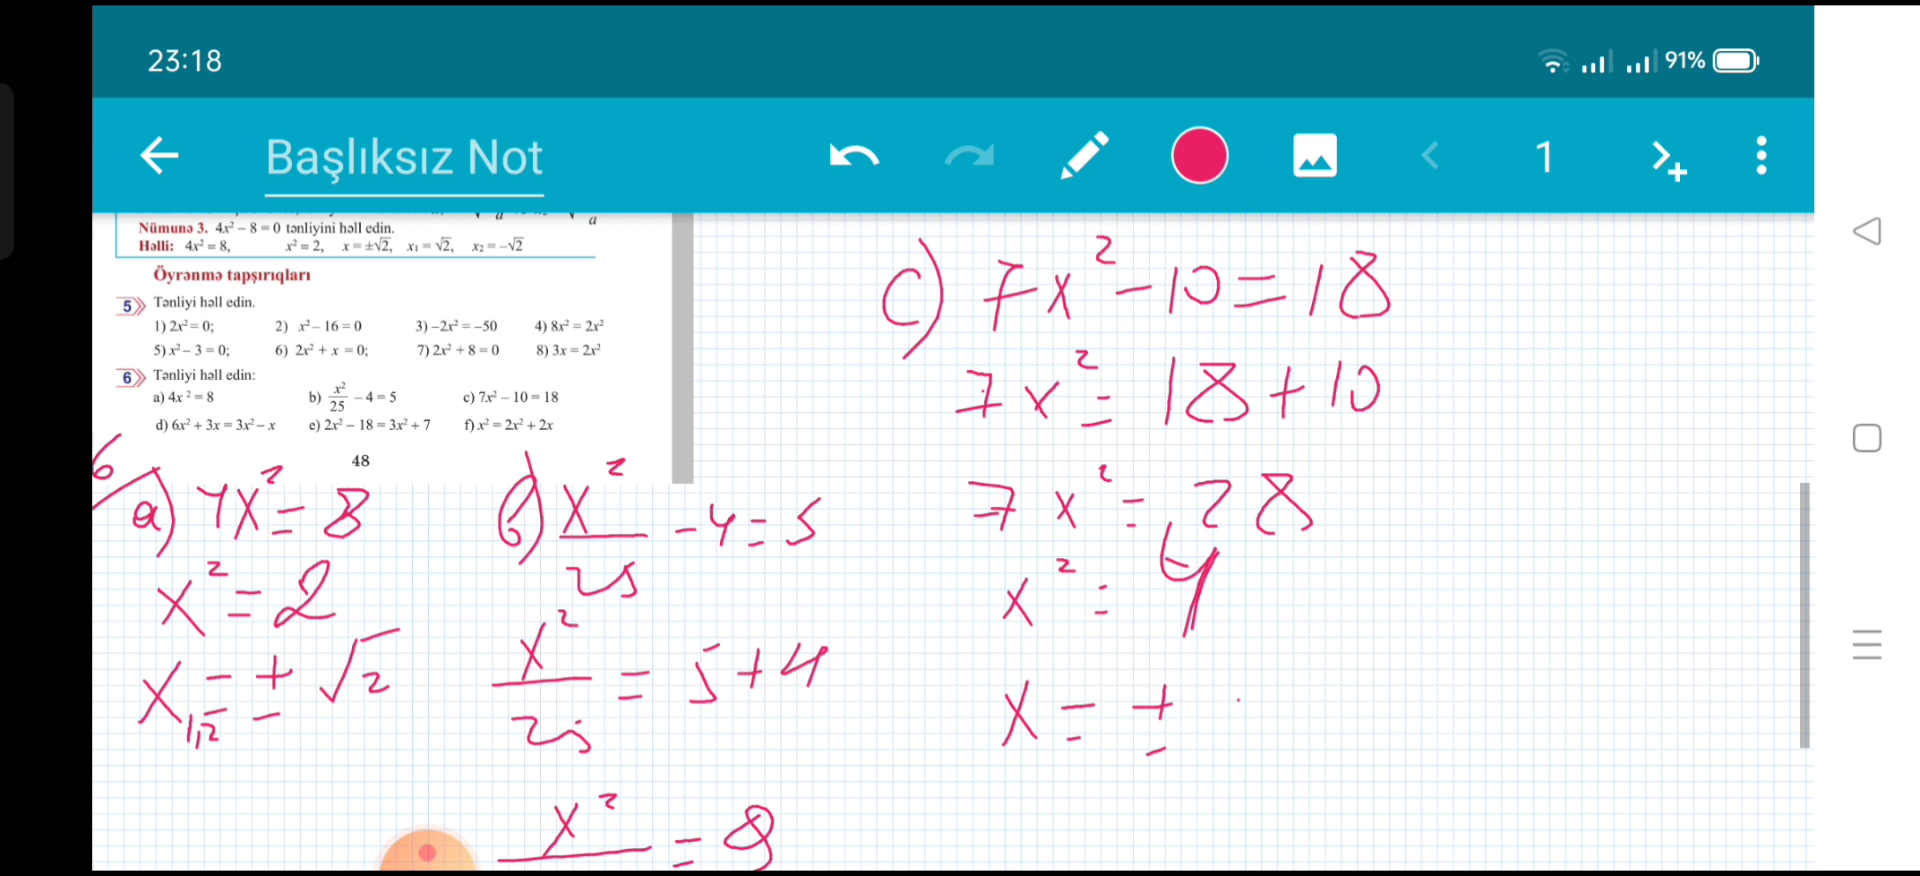 23:18
91%
Başlıksız Not
1
a
Nümunə 3. 4x² – 8 = 0 tənliyini həll edin.
Həlli: 4x² = 8, x² = 2, x = ±√2, x₁ = √2, x₂ = –√2
Öyrənmə tapşırıqları
5 Tənliyi həll edin.
1) 2x² = 0; 2) x² – 16 = 0 3) –2x² = –50 4) 8x² = 2x²
5) x² – 3 = 0; 6) 2x² + x = 0; 7) 2x² + 8 = 0 8) 3x = 2x²
6 Tənliyi həll edin:
a) 4x² = 8 b) x²/25 – 4 = 5 c) 7x² – 10 = 18
d) 6x² + 3x = 3x² – x e) 2x² – 18 = 3x² + 7 f) x² = 2x² + 2x
48
6
a) 4x² = 8
x² = 2
x₁,₂ = ±√2
b) x²/25 - 4 = 5
x²/25 = 5 + 4
x² = 9
c) 7x² - 10 = 18
7x² = 18 + 10
7x² = 28
x² = 4
x = ±